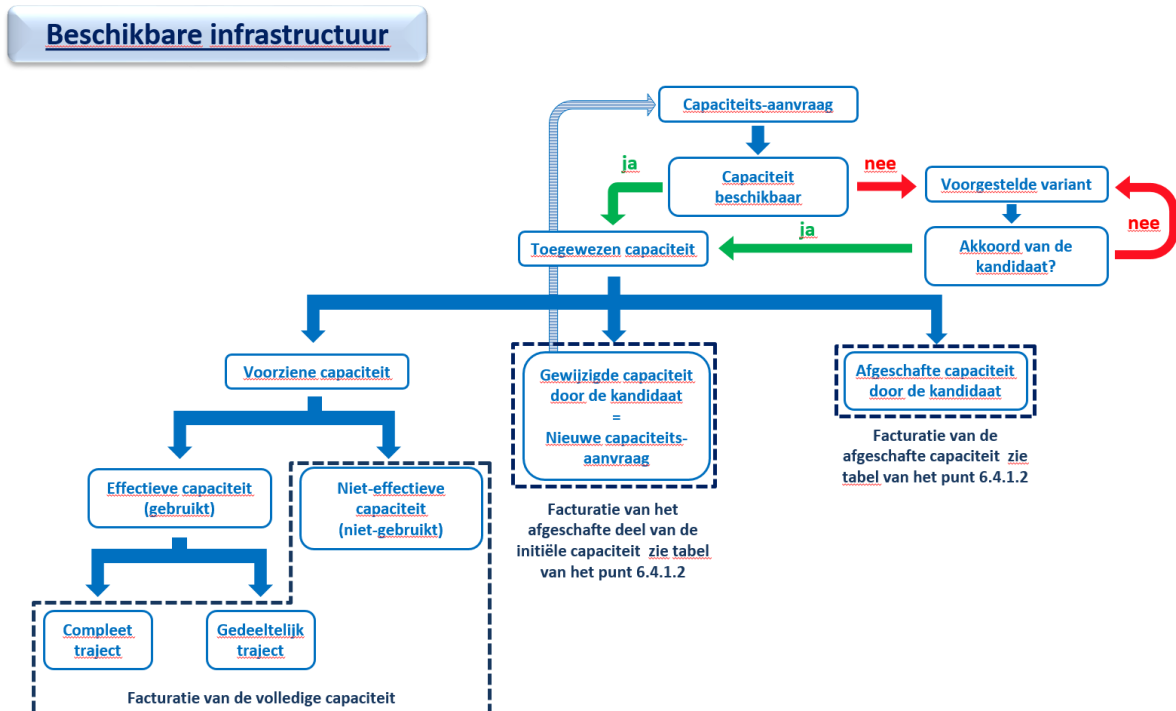 Beschikbare infrastructuur
Capaciteits-aanvraag
ja
Capaciteit
beschikbaar
nee
Voorgestelde variant
Toegewezen capaciteit
ja
Akkoord van de
kandidaat?
nee
Voorziene capaciteit
Gewijzigde capaciteit
door de kandidaat
=
Nieuwe capaciteits-
aanvraag
Afgeschafte capaciteit
door de kandidaat
Facturatie van de
afgeschafte capaciteit zie
tabel van het punt 6.4.1.2
Effectieve capaciteit
(gebruikt)
Niet-effectieve
capaciteit
(niet-gebruikt)
Facturatie van het
afgeschafte deel van de
initiële capaciteit zie tabel
van het punt 6.4.1.2
Compleet
traject
Gedeeltelijk
traject
Facturatie van de volledige capaciteit